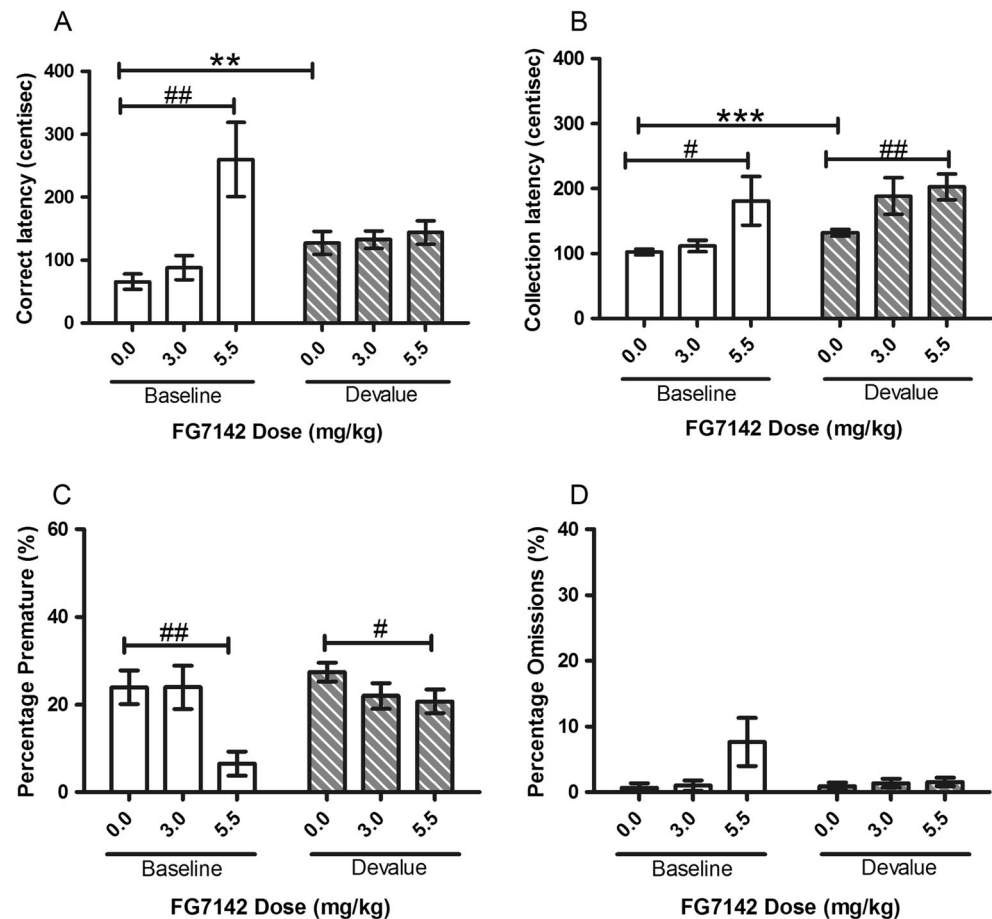 A
Correct latency (centisec)
400
300
200
100
0
**
##
0.0 3.0 5.5 0.0 3.0 5.5
Baseline Devalue
FG7142 Dose (mg/kg)
B
Collection latency (centisec)
400
300
200
100
0
***
# ##
0.0 3.0 5.5 0.0 3.0 5.5
Baseline Devalue
FG7142 Dose (mg/kg)
C
Percentage Premature (%)
60
40
20
0
## #
0.0 3.0 5.5 0.0 3.0 5.5
Baseline Devalue
FG7142 Dose (mg/kg)
D
Percentage Omissions (%)
40
30
20
10
0
0.0 3.0 5.5 0.0 3.0 5.5
Baseline Devalue
FG7142 Dose (mg/kg)